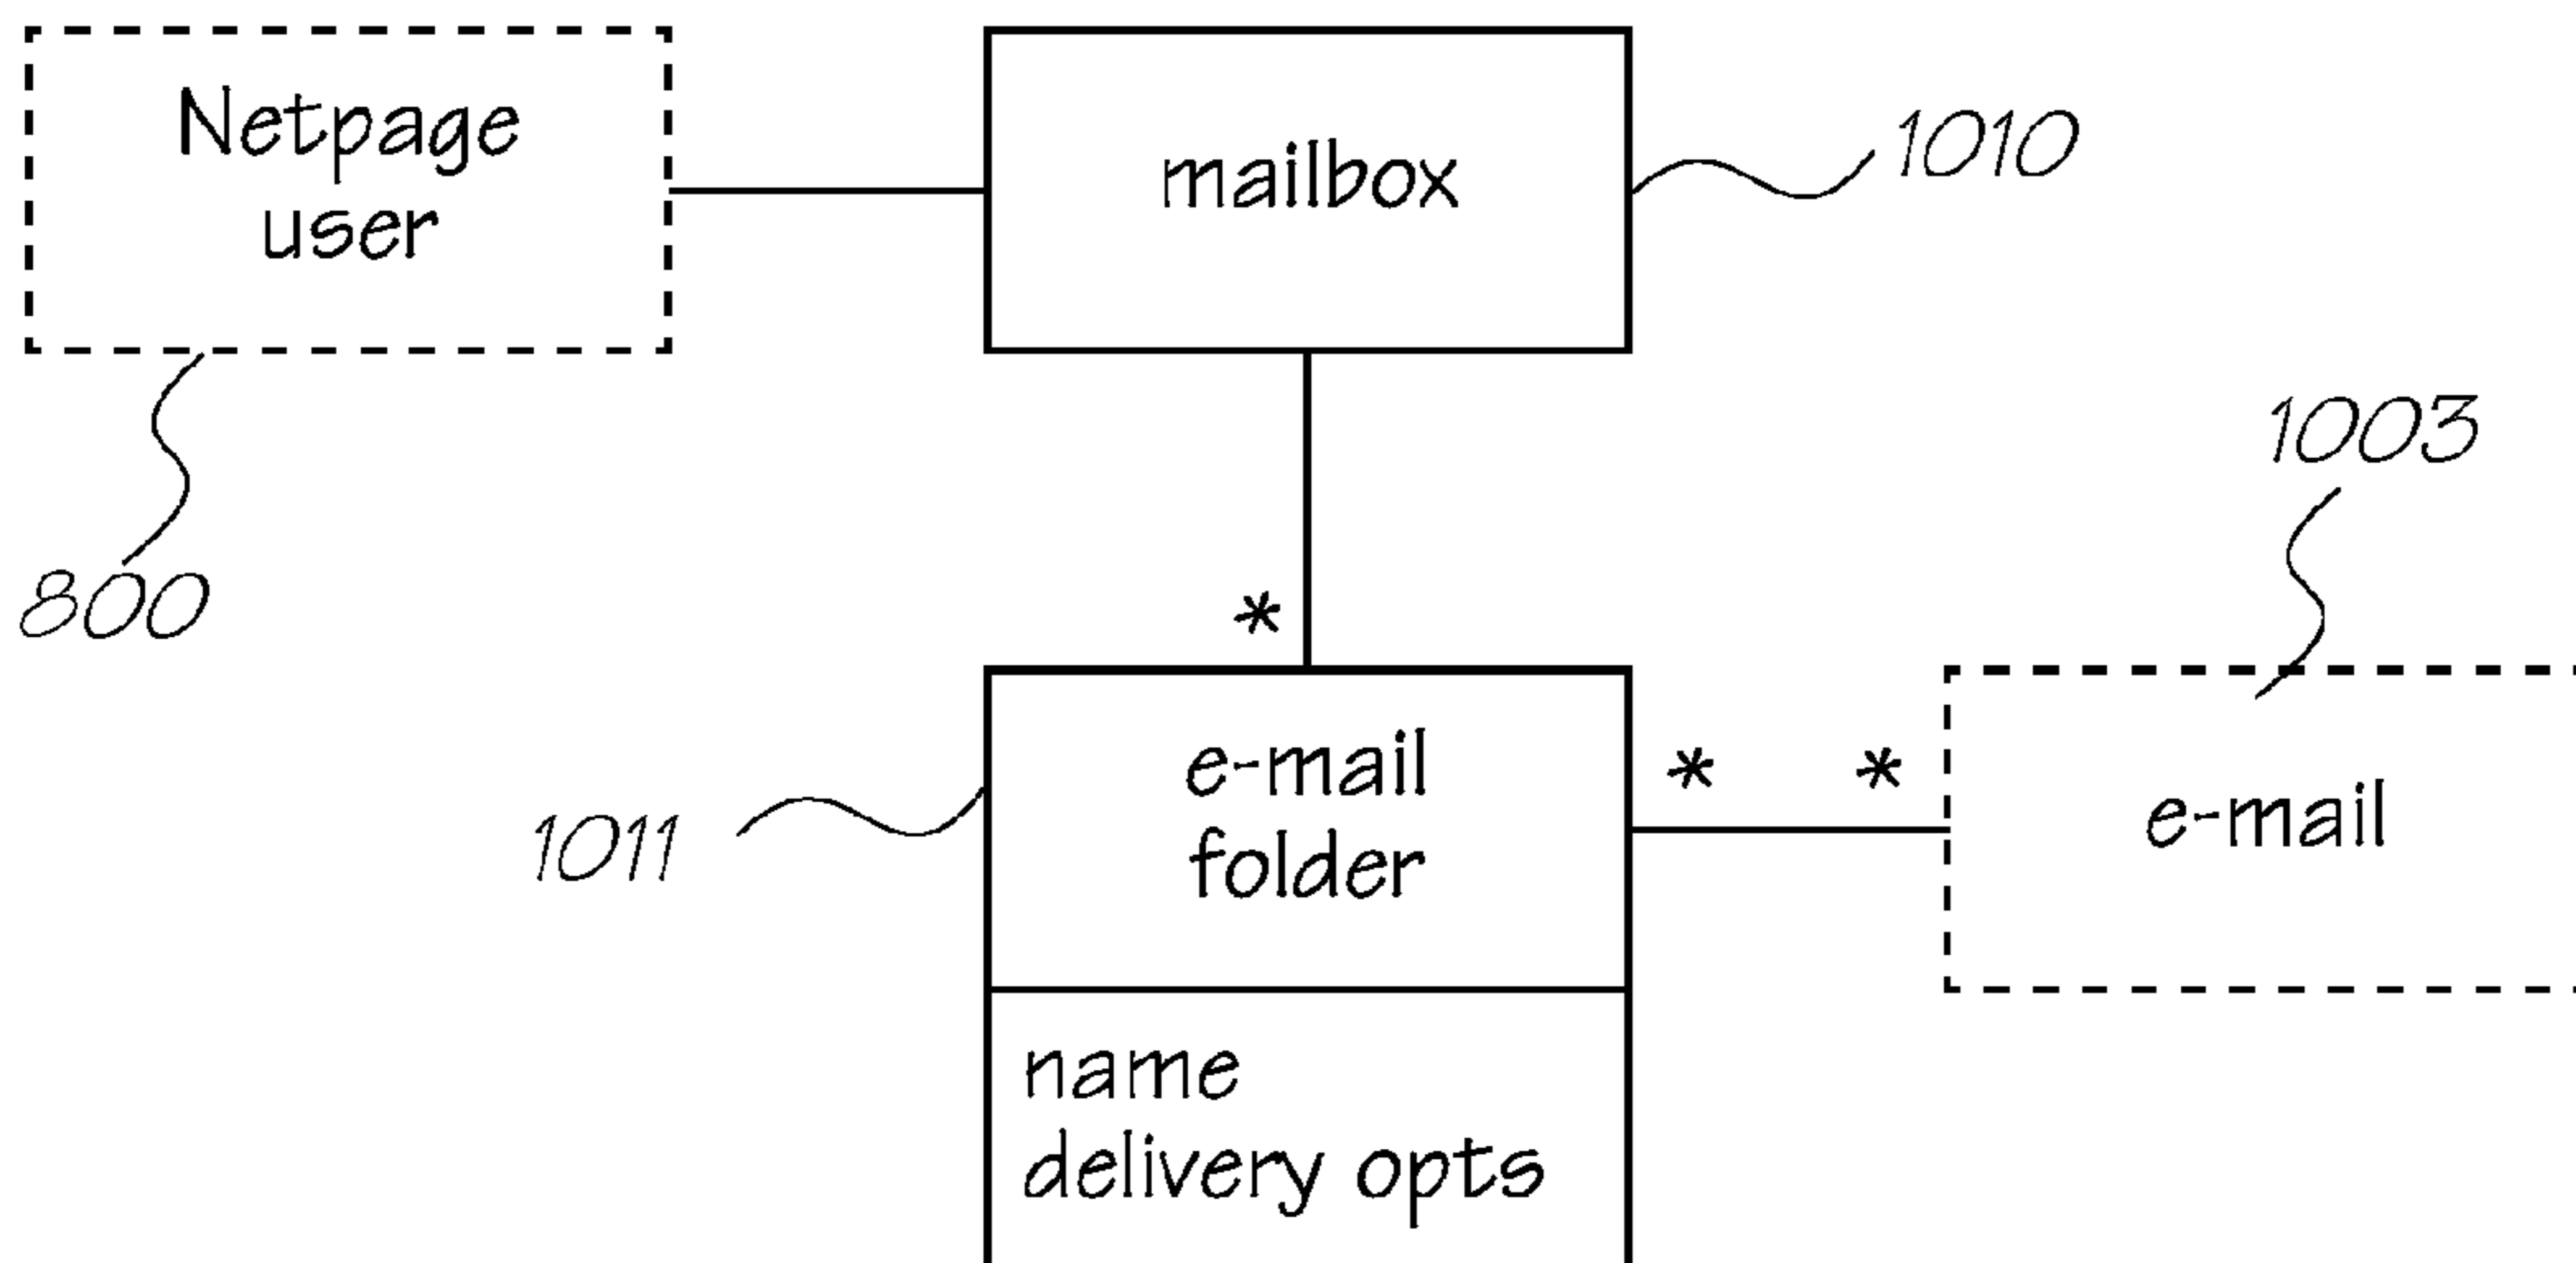 Netpage
user
mailbox
1010
800
1003
*
e-mail
folder
* *
e-mail
1011
name
delivery opts